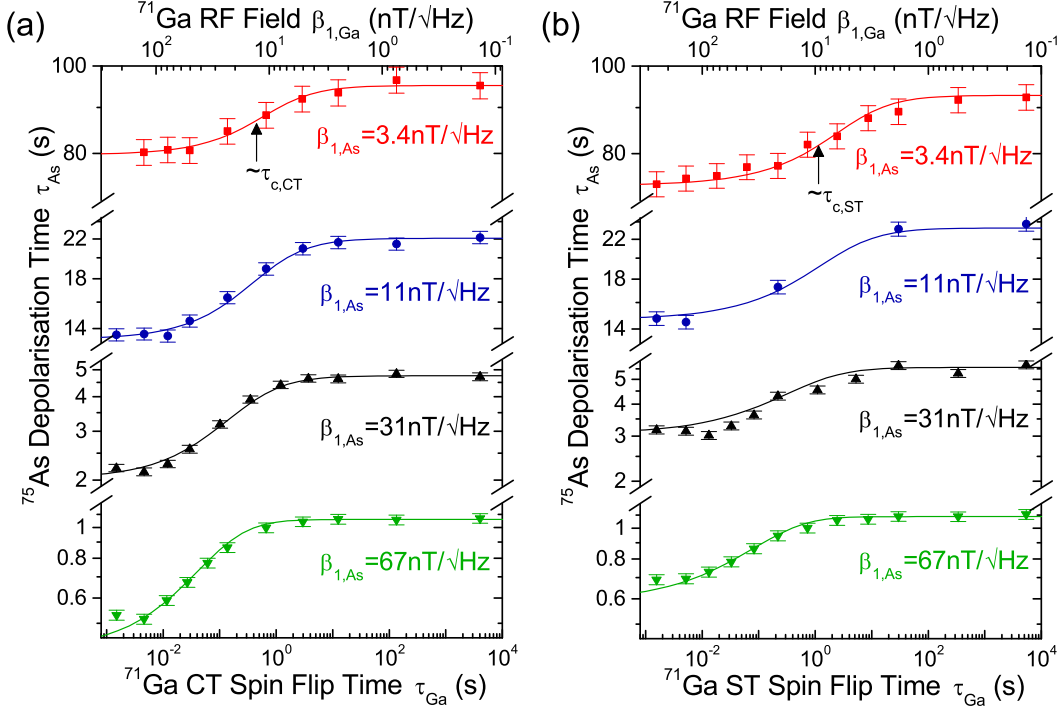 (a)
⁷¹Ga RF Field β₁,Ga (nT/√Hz)
10² 10¹ 10⁰ 10⁻¹
⁷⁵As Depolarisation Time τAs (s)
100
80
22
18
14
5
4
3
2
1
0.8
0.6
β₁,As=3.4nT/√Hz
~τc,CT
β₁,As=11nT/√Hz
β₁,As=31nT/√Hz
β₁,As=67nT/√Hz
10⁻² 10⁰ 10² 10⁴
⁷¹Ga CT Spin Flip Time τGa (s)
(b)
⁷¹Ga RF Field β₁,Ga (nT/√Hz)
10² 10¹ 10⁰ 10⁻¹
⁷⁵As Depolarisation Time τAs (s)
100
80
22
18
14
5
4
3
2
1
0.8
0.6
β₁,As=3.4nT/√Hz
~τc,ST
β₁,As=11nT/√Hz
β₁,As=31nT/√Hz
β₁,As=67nT/√Hz
10⁻² 10⁰ 10² 10⁴
⁷¹Ga ST Spin Flip Time τGa (s)